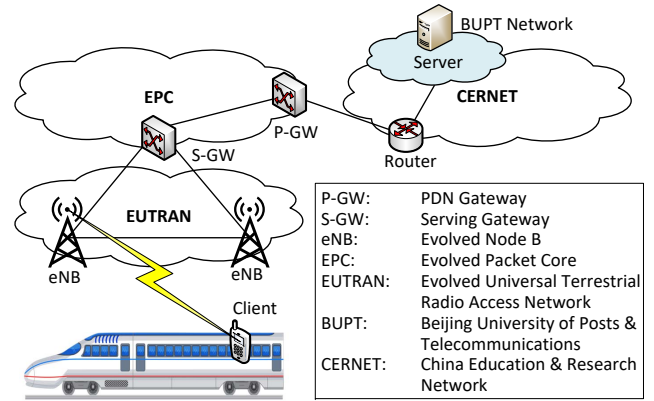 BUPT Network
Server
EPC
CERNET
P-GW
S-GW
Router
EUTRAN
eNB
eNB
Client
P-GW: PDN Gateway
S-GW: Serving Gateway
eNB: Evolved Node B
EPC: Evolved Packet Core
EUTRAN: Evolved Universal Terrestrial
Radio Access Network
BUPT: Beijing University of Posts &
Telecommunications
CERNET: China Education & Research
Network